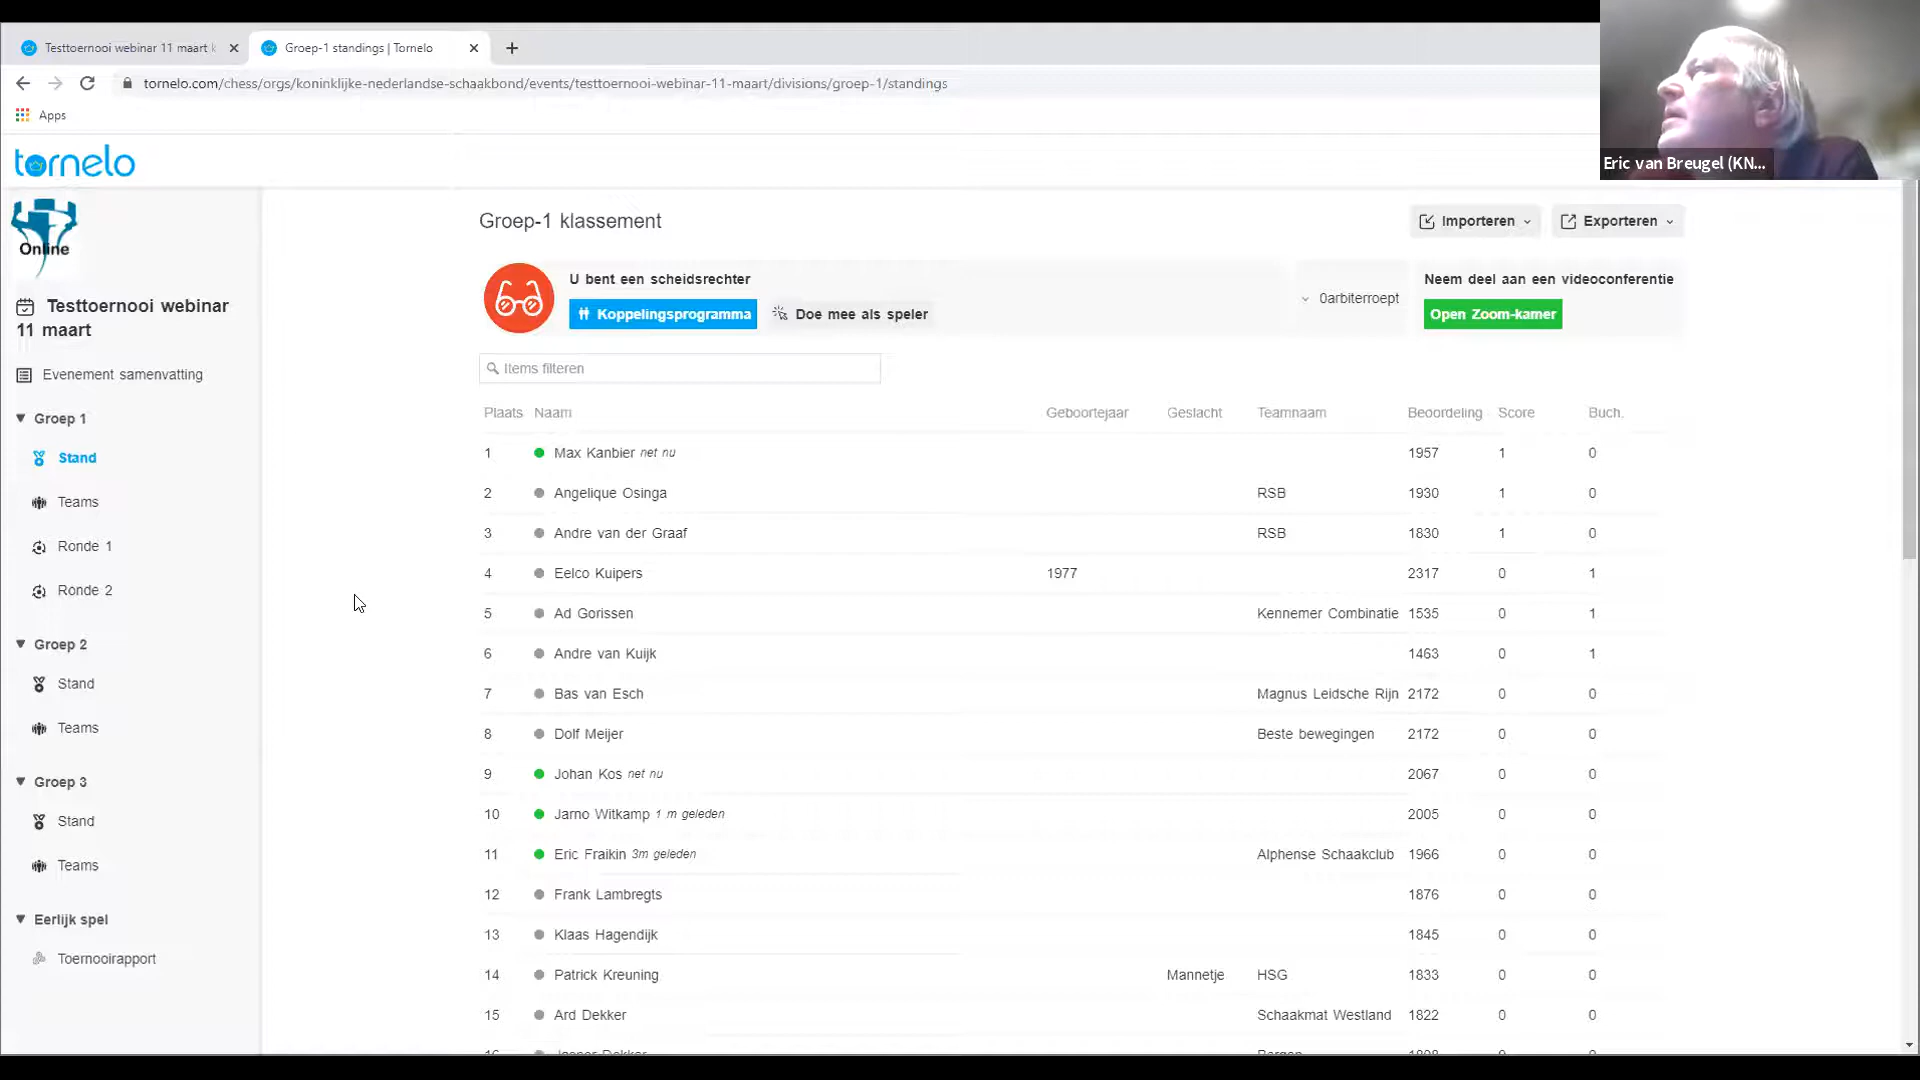 Testtoernooi webinar 11 maart k
Groep-1 standings | Tornelo
tornelo.com/chess/orgs/koninklijke-nederlandse-schaakbond/events/testtoernooi-webinar-11-maart/divisions/groep-1/standings
Apps
Eric van Breugel (KN...
tornelo
Online
Testtoernooi webinar
11 maart
Evenement samenvatting
Groep 1
Stand
Teams
Ronde 1
Ronde 2
Groep 2
Stand
Teams
Groep 3
Stand
Teams
Eerlijk spel
Toernooirapport
Groep-1 klassement
Importeren
Exporteren
U bent een scheidsrechter
Koppelingsprogramma
Doe mee als speler
0arbiterroept
Neem deel aan een videoconferentie
Open Zoom-kamer
Items filteren
Plaats Naam Geboortejaar Geslacht Teamnaam Beoordeling Score Buch.
1 Max Kanbier net nu 1957 1 0
2 Angelique Osinga RSB 1930 1 0
3 Andre van der Graaf RSB 1830 1 0
4 Eelco Kuipers 1977 2317 0 1
5 Ad Gorissen Kennemer Combinatie 1535 0 1
6 Andre van Kuijk 1463 0 1
7 Bas van Esch Magnus Leidsche Rijn 2172 0 0
8 Dolf Meijer Beste bewegingen 2172 0 0
9 Johan Kos net nu 2067 0 0
10 Jarno Witkamp 1 m geleden 2005 0 0
11 Eric Fraikin 3m geleden Alphense Schaakclub 1966 0 0
12 Frank Lambregts 1876 0 0
13 Klaas Hagendijk 1845 0 0
14 Patrick Kreuning Mannetje HSG 1833 0 0
15 Ard Dekker Schaakmat Westland 1822 0 0